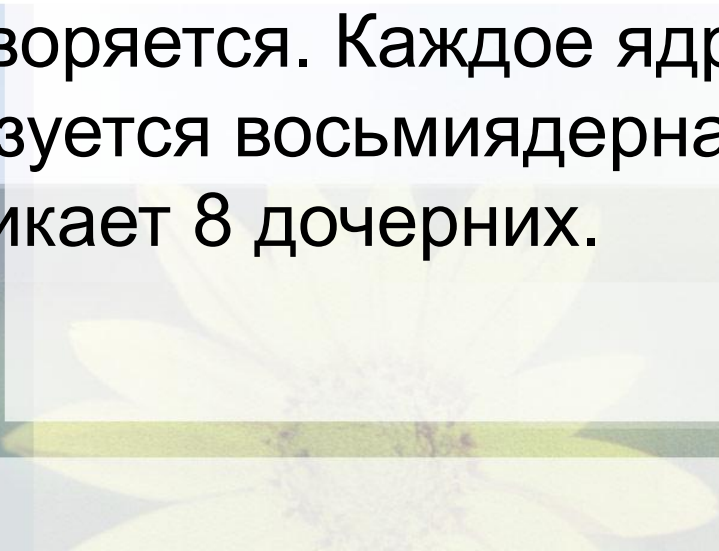 воряется. Каждое ядр
зуется восьмиядерна
икает 8 дочерних.